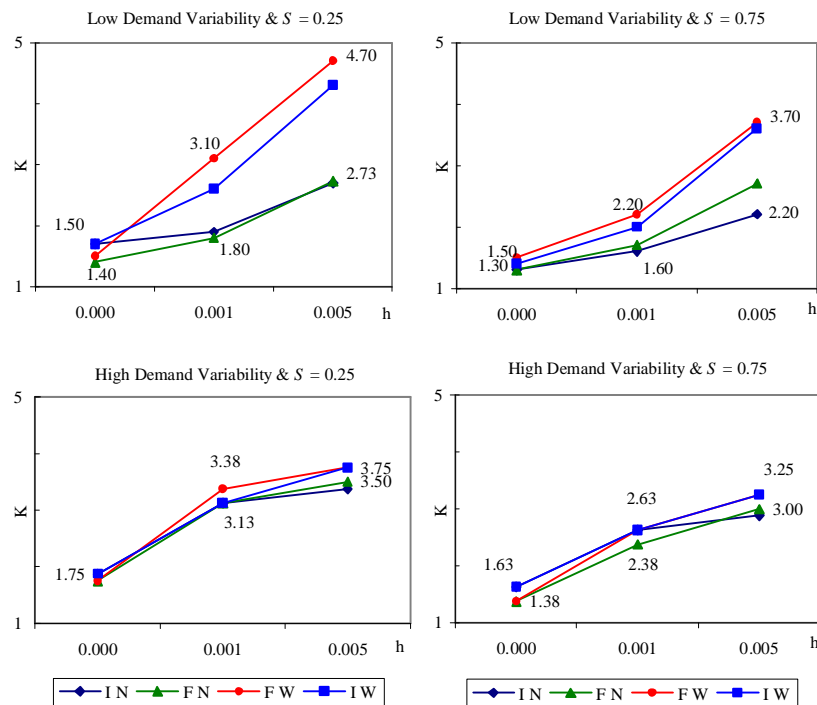 Low Demand Variability & S = 0.25
5
4.70
3.10
K
2.73
1.50
1.80
1.40
1
0.000 0.001 0.005 h
Low Demand Variability & S = 0.75
5
3.70
K
2.20
2.20
1.50
1.30
1.60
1
0.000 0.001 0.005 h
High Demand Variability & S = 0.25
5
3.38
3.75
3.50
K
3.13
1.75
1
0.000 0.001 0.005 h
High Demand Variability & S = 0.75
5
3.25
2.63
K
3.00
1.63
2.38
1.38
1
0.000 0.001 0.005 h
I N F N F W I W
I N F N F W I W